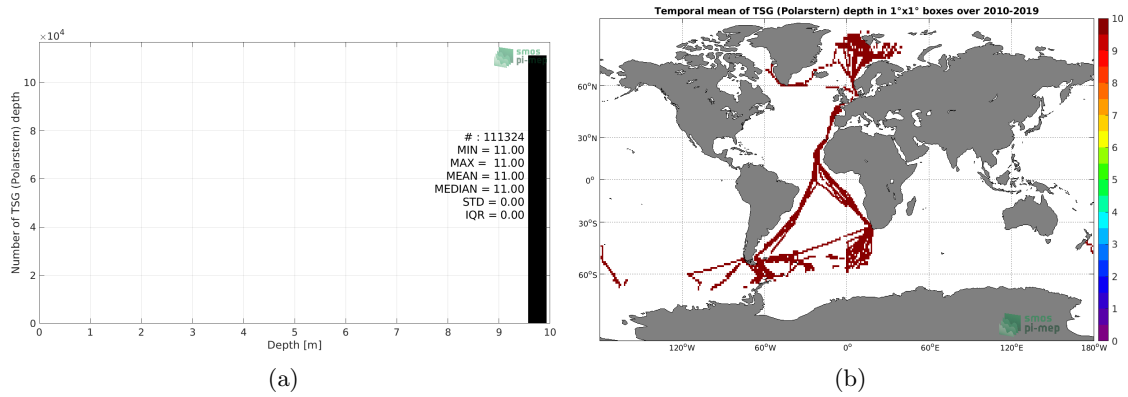 ×10⁴
smos
pi-mep
Number of TSG (Polarstern) depth
10
8
6
4
2
0
# : 111324
MIN = 11.00
MAX = 11.00
MEAN = 11.00
MEDIAN = 11.00
STD = 0.00
IQR = 0.00
0 1 2 3 4 5 6 7 8 9 10
Depth [m]
(a)
Temporal mean of TSG (Polarstern) depth in 1°x1° boxes over 2010-2019
60°N
30°N
0°
30°S
60°S
120°W 60°W 0° 60°E 120°E 180°W
smos
pi-mep
10
9
8
7
6
5
4
3
2
1
0
(b)